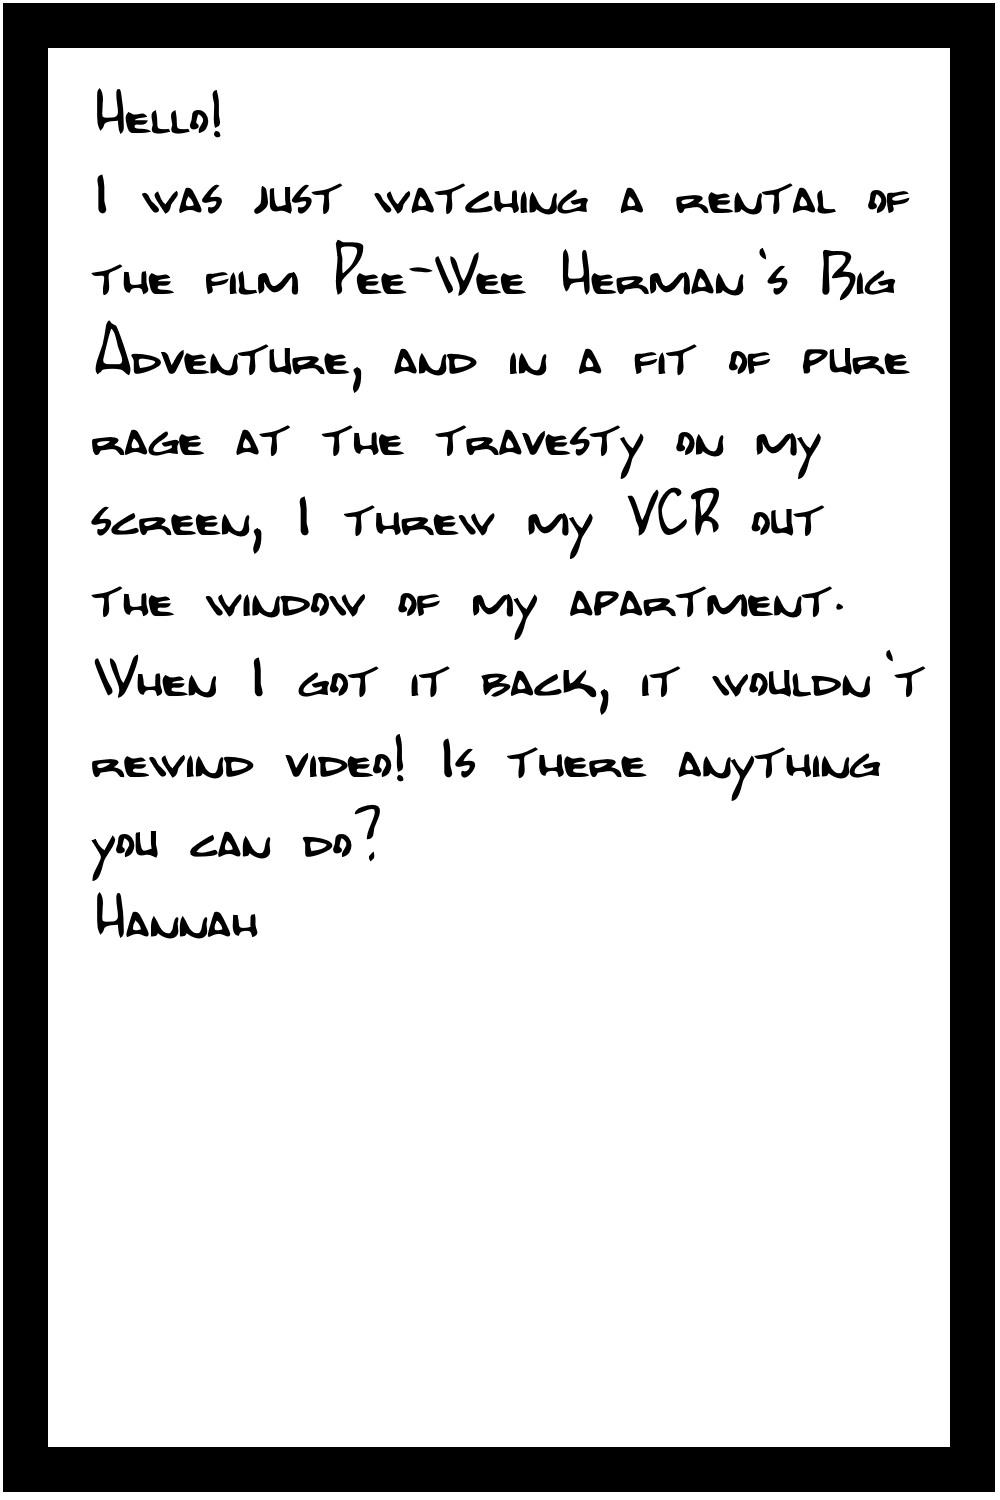 Hello!
I was just watching a rental of
the film Pee-Wee Herman's Big
Adventure, and in a fit of pure
rage at the travesty on my
screen, I threw my VCR out
the window of my apartment.
When I got it back, it wouldn't
rewind video! Is there anything
you can do?
Hannah